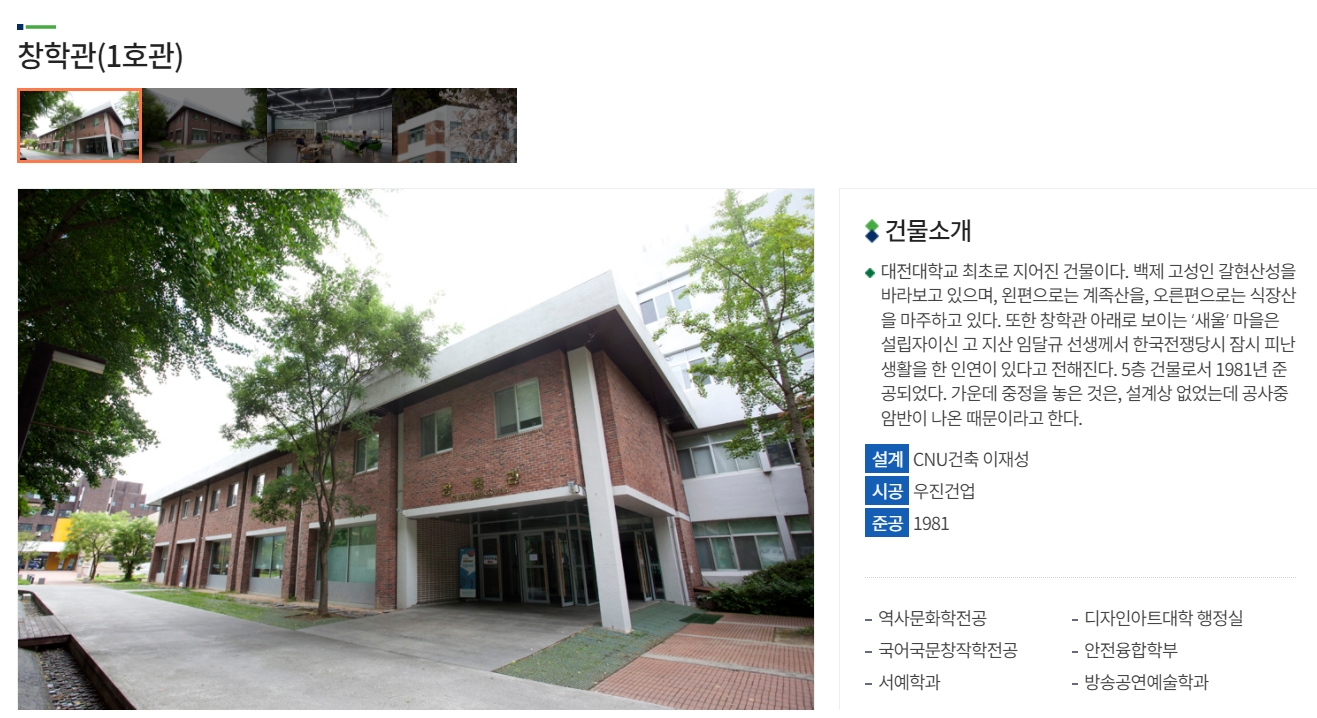 창학관(1호관)
건물소개
대전대학교 최초로 지어진 건물이다. 백제 고성인 갈현산성을
바라보고 있으며, 왼편으로는 계족산을, 오른편으로는 식장산
을 마주하고 있다. 또한 창학관 아래로 보이는 ‘새울’ 마을은
설립자이신 고 지산 임달규 선생께서 한국전쟁당시 잠시 피난
생활을 한 인연이 있다고 전해진다. 5층 건물로서 1981년 준
공되었다. 가운데 중정을 놓은 것은, 설계상 없었는데 공사중
암반이 나온 때문이라고 한다.
설계 CNU건축 이재성
시공 우진건업
준공 1981
- 역사문화학전공
- 디자인아트대학 행정실
- 국어국문창작학전공
- 안전융합학부
- 서예학과
- 방송공연예술학과